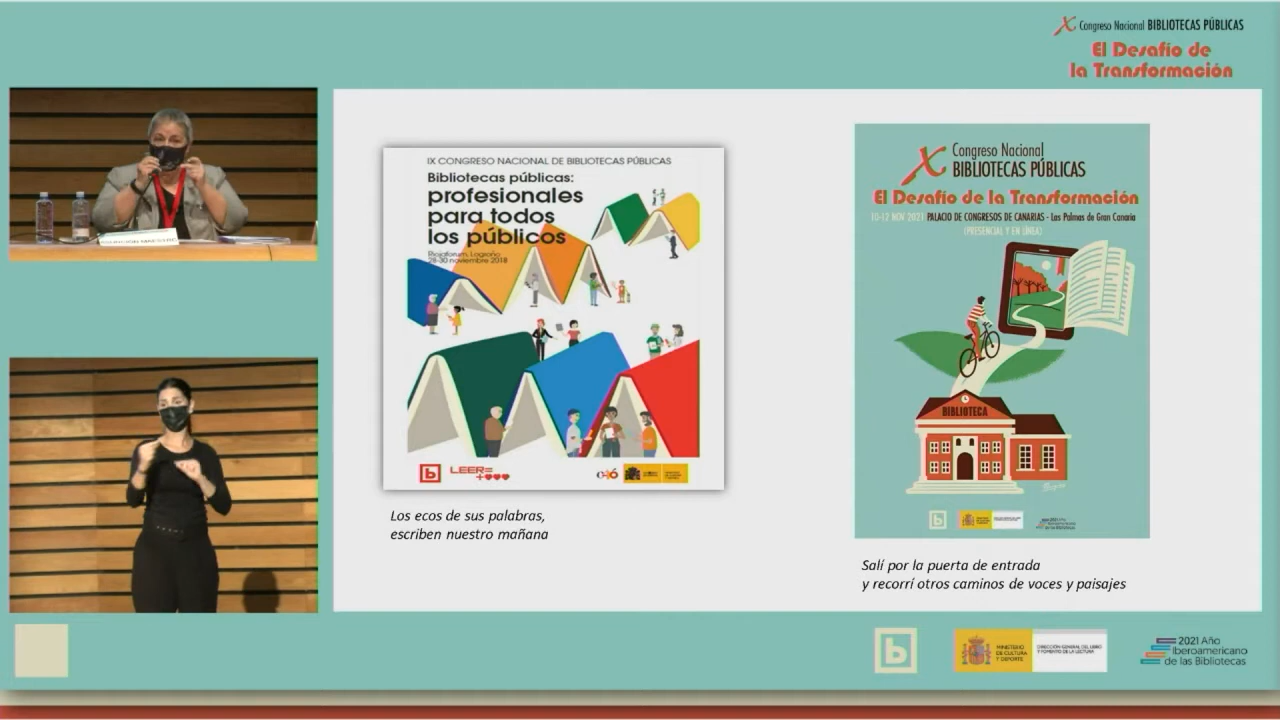 X Congreso Nacional BIBLIOTECAS PÚBLICAS
El Desafío de
la Transformación
IX CONGRESO NACIONAL DE BIBLIOTECAS PÚBLICAS
Bibliotecas públicas:
profesionales
para todos
los públicos
Riojaforum, Logroño
28-30 noviembre 2018
b
LEER=
Los ecos de sus palabras,
escriben nuestro mañana
X Congreso Nacional
BIBLIOTECAS PÚBLICAS
El Desafío de la Transformación
10-12 NOV 2021 PALACIO DE CONGRESOS DE CANARIAS - Las Palmas de Gran Canaria
(PRESENCIAL Y EN LÍNEA)
BIBLIOTECA
b
Salí por la puerta de entrada
y recorrí otros caminos de voces y paisajes
b
MINISTERIO
DE CULTURA
Y DEPORTE
DIRECCIÓN GENERAL DEL LIBRO
Y FOMENTO DE LA LECTURA
2021 Año
Iberoamericano
de las Bibliotecas